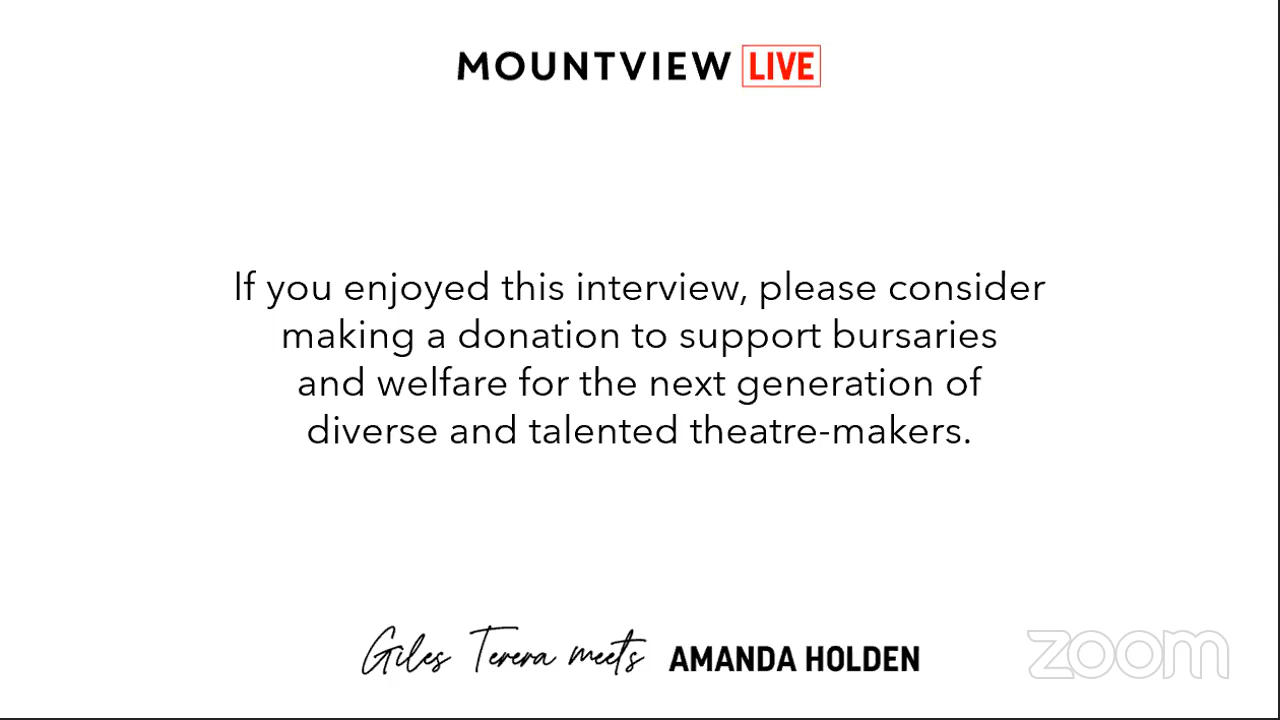 MOUNTVIEW LIVE
If you enjoyed this interview, please consider
making a donation to support bursaries
and welfare for the next generation of
diverse and talented theatre-makers.
Giles Terera meets AMANDA HOLDEN
zoom